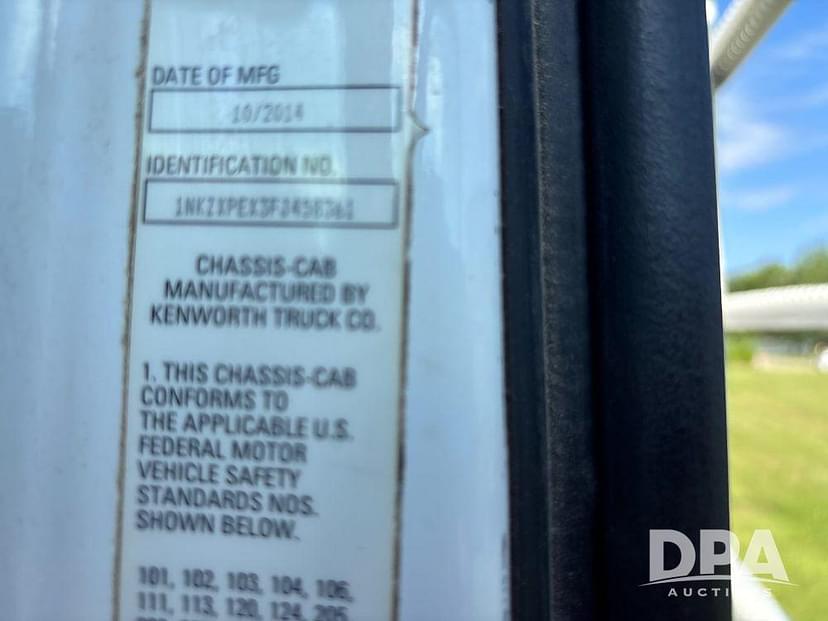 DATE OF MFG
10/2014
IDENTIFICATION NO.
1NKZXPEX3FJ458361
CHASSIS-CAB
MANUFACTURED BY
KENWORTH TRUCK CO.
1. THIS CHASSIS-CAB
CONFORMS TO
THE APPLICABLE U.S.
FEDERAL MOTOR
VEHICLE SAFETY
STANDARDS NOS.
SHOWN BELOW.
101, 102, 103, 104, 106,
111, 113, 120, 124, 205
DPA
AUCTIONS